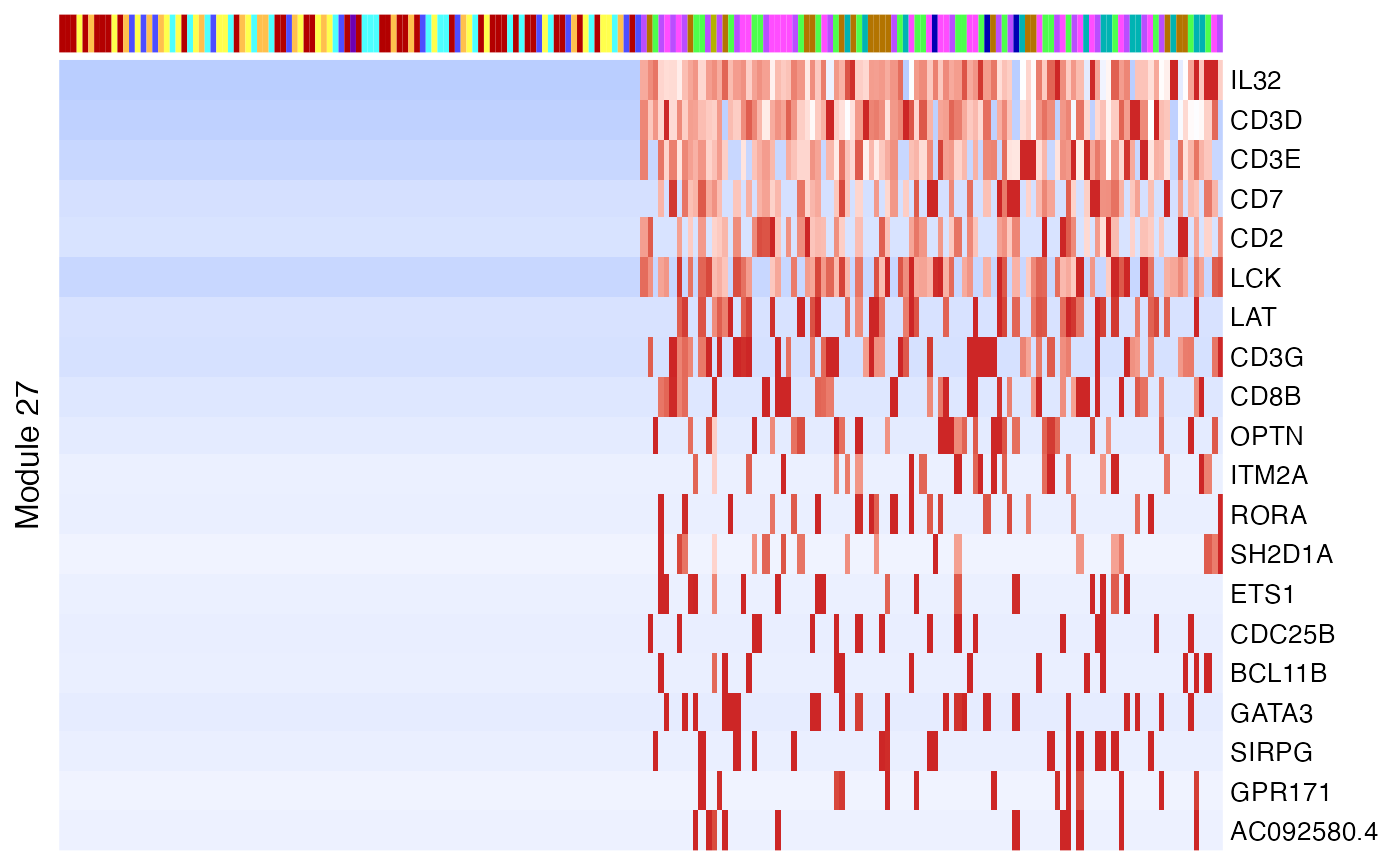 Module 27
IL32
CD3D
CD3E
CD7
CD2
LCK
LAT
CD3G
CD8B
OPTN
ITM2A
RORA
SH2D1A
ETS1
CDC25B
BCL11B
GATA3
SIRPG
GPR171
AC092580.4